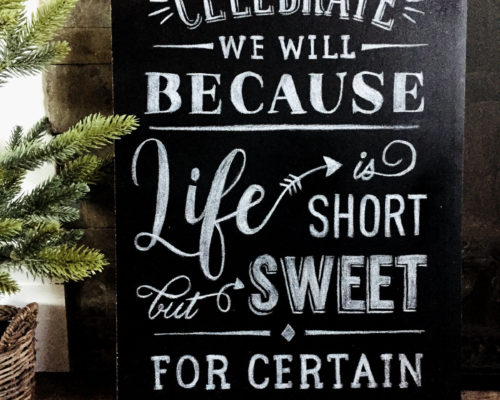 CELEBRATE
WE WILL
BECAUSE
Life is
SHORT
but SWEET
FOR CERTAIN